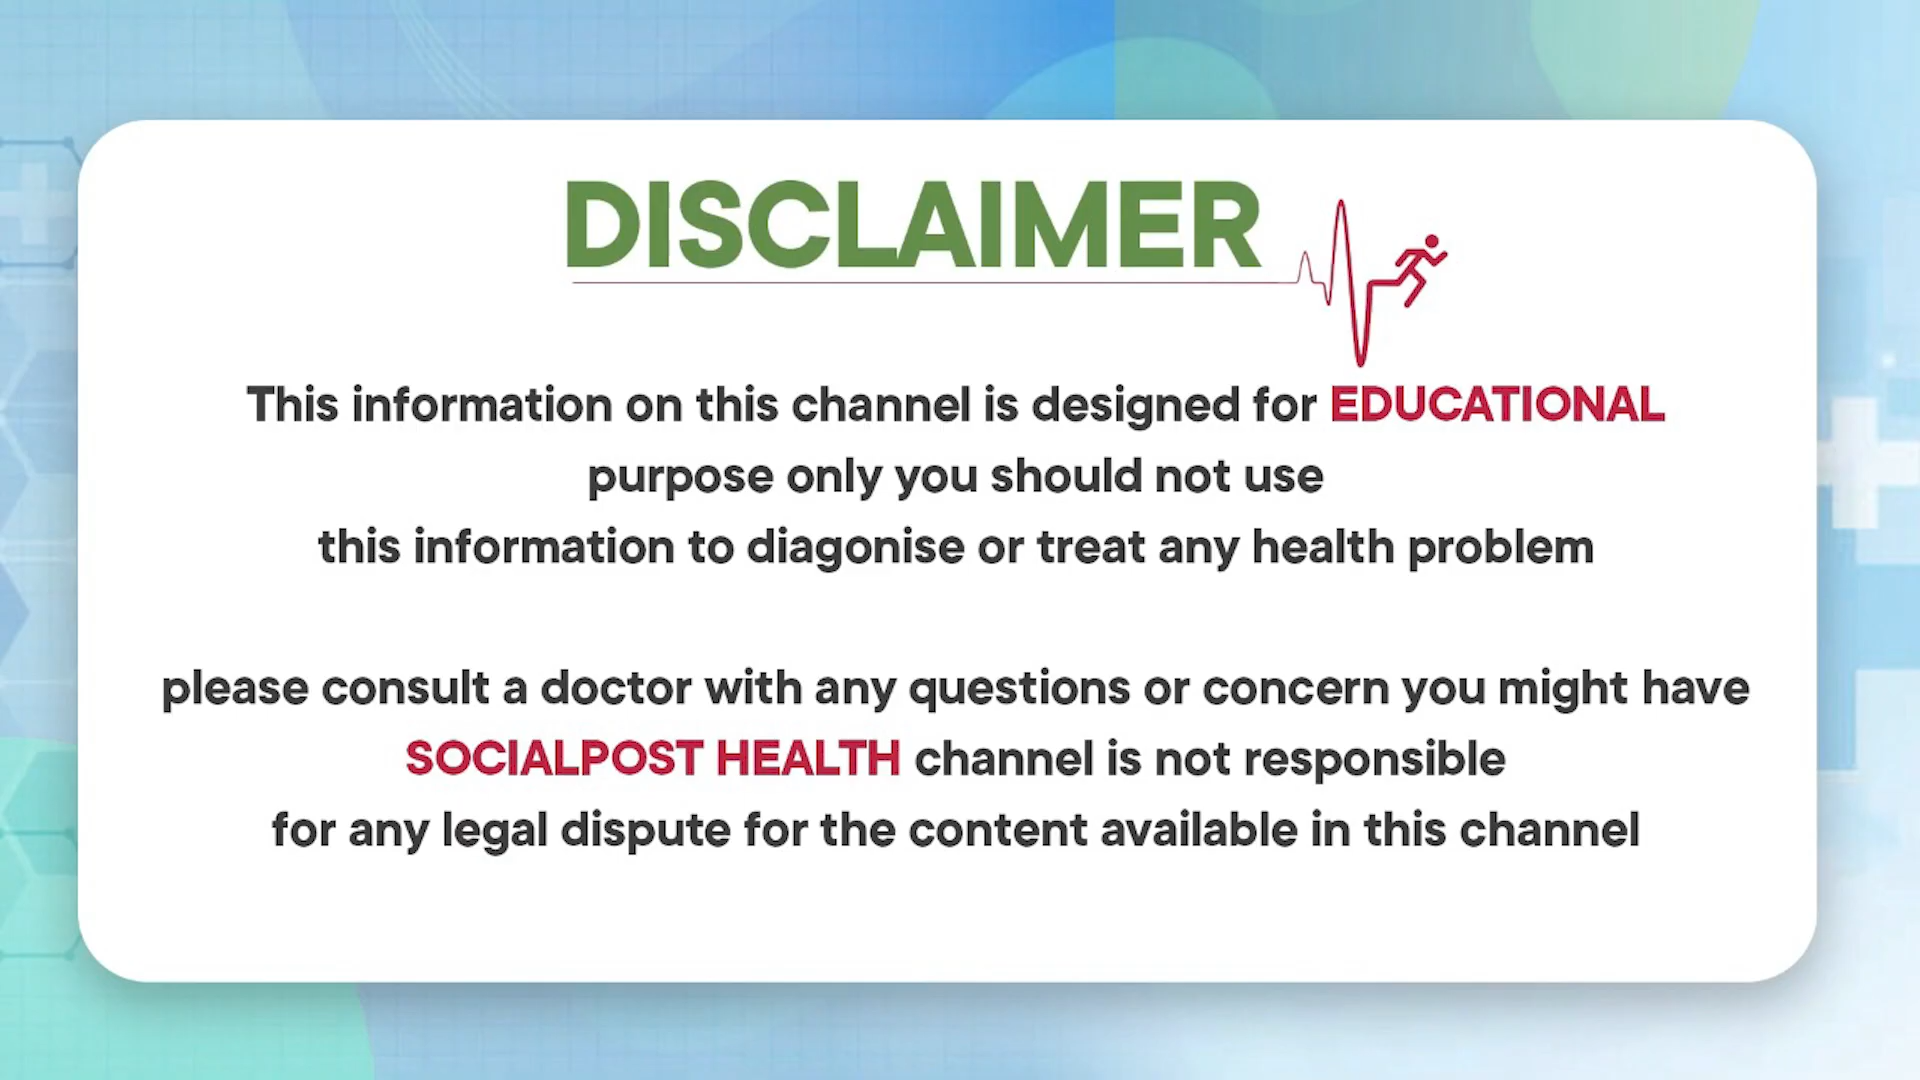 DISCLAIMER
This information on this channel is designed for EDUCATIONAL
purpose only you should not use
this information to diagonise or treat any health problem
please consult a doctor with any questions or concern you might have
SOCIALPOST HEALTH channel is not responsible
for any legal dispute for the content available in this channel